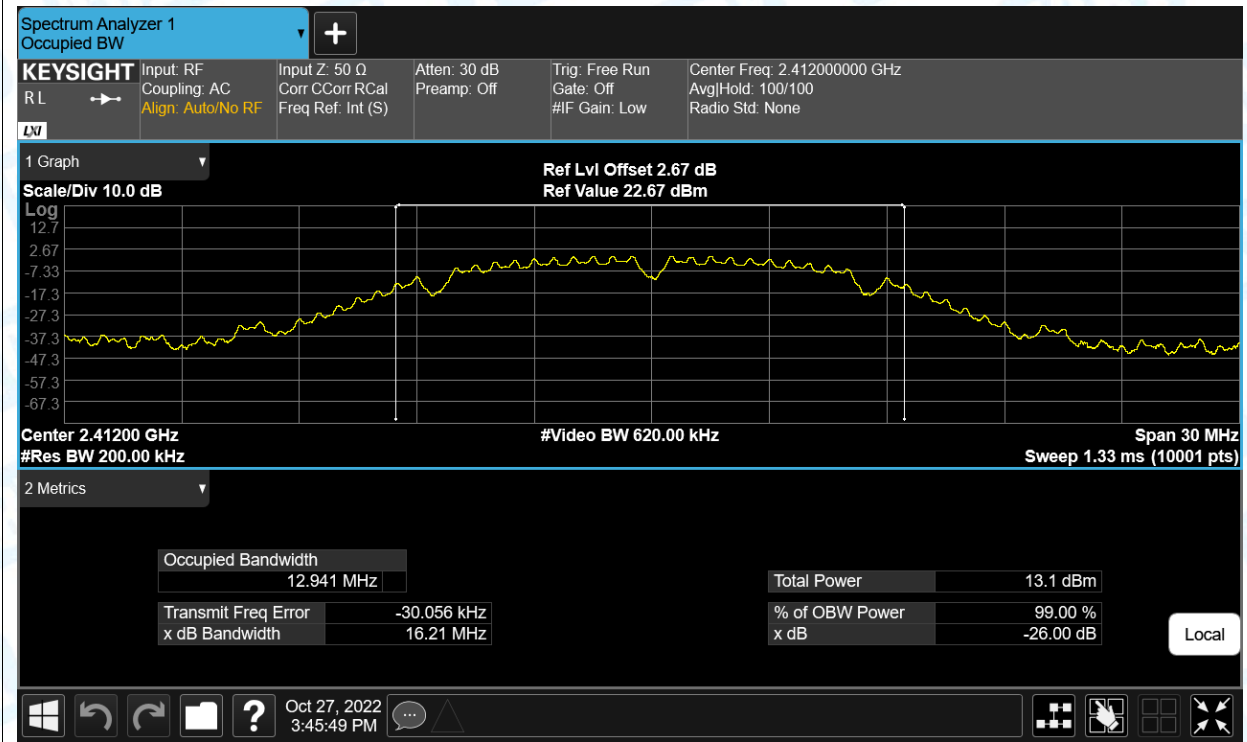 Spectrum Analyzer 1
Occupied BW
KEYSIGHT
R L
LXI
Input: RF
Coupling: AC
Align: Auto/No RF
Input Z: 50 Ω
Corr CCorr RCal
Freq Ref: Int (S)
Atten: 30 dB
Preamp: Off
Trig: Free Run
Gate: Off
#IF Gain: Low
Center Freq: 2.412000000 GHz
Avg|Hold: 100/100
Radio Std: None
1 Graph
Scale/Div 10.0 dB
Ref Lvl Offset 2.67 dB
Ref Value 22.67 dBm
Log
12.7
2.67
-7.33
-17.3
-27.3
-37.3
-47.3
-57.3
-67.3
Center 2.41200 GHz
#Res BW 200.00 kHz
#Video BW 620.00 kHz
Span 30 MHz
Sweep 1.33 ms (10001 pts)
2 Metrics
Occupied Bandwidth
12.941 MHz
Transmit Freq Error -30.056 kHz
x dB Bandwidth 16.21 MHz
Total Power 13.1 dBm
% of OBW Power 99.00 %
x dB -26.00 dB
Local
?
Oct 27, 2022
3:45:49 PM